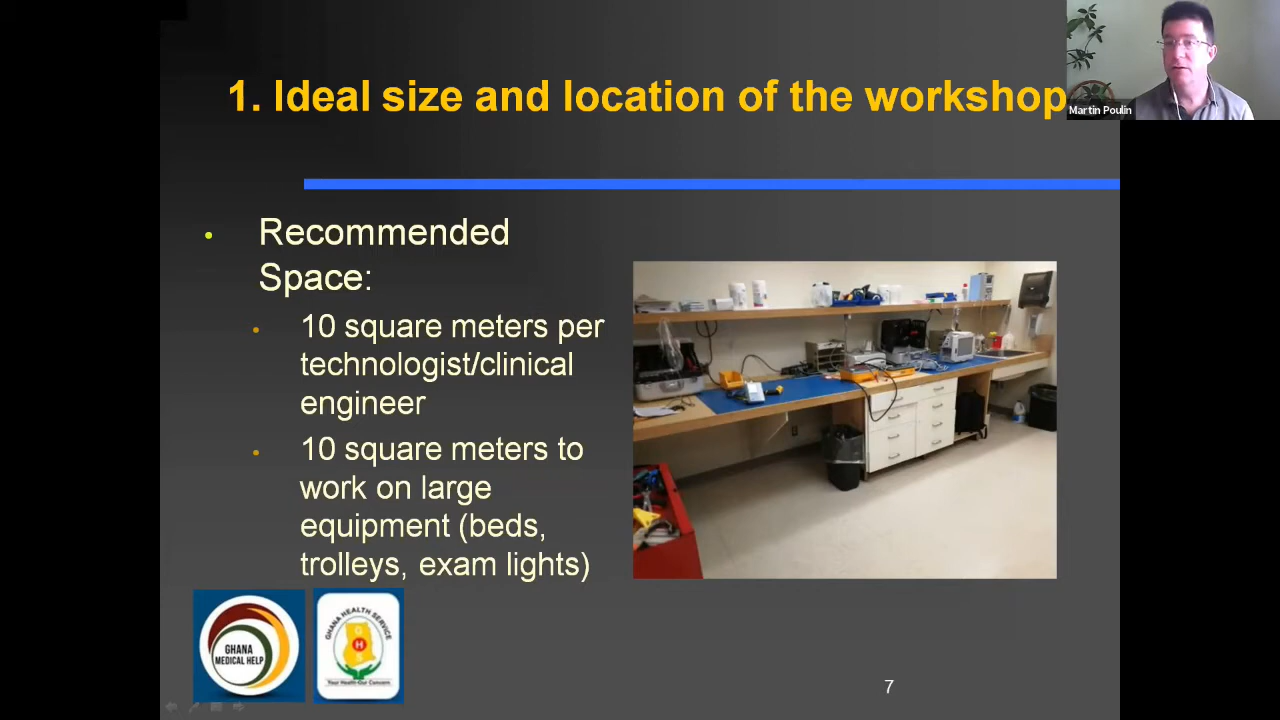 1. Ideal size and location of the workshop
Martin Poulin
• Recommended
Space:
• 10 square meters per
technologist/clinical
engineer
• 10 square meters to
work on large
equipment (beds,
trolleys, exam lights)
GHANA
MEDICAL HELP
GHANA HEALTH SERVICE
G
H
S
Your Health-Our Concern
7